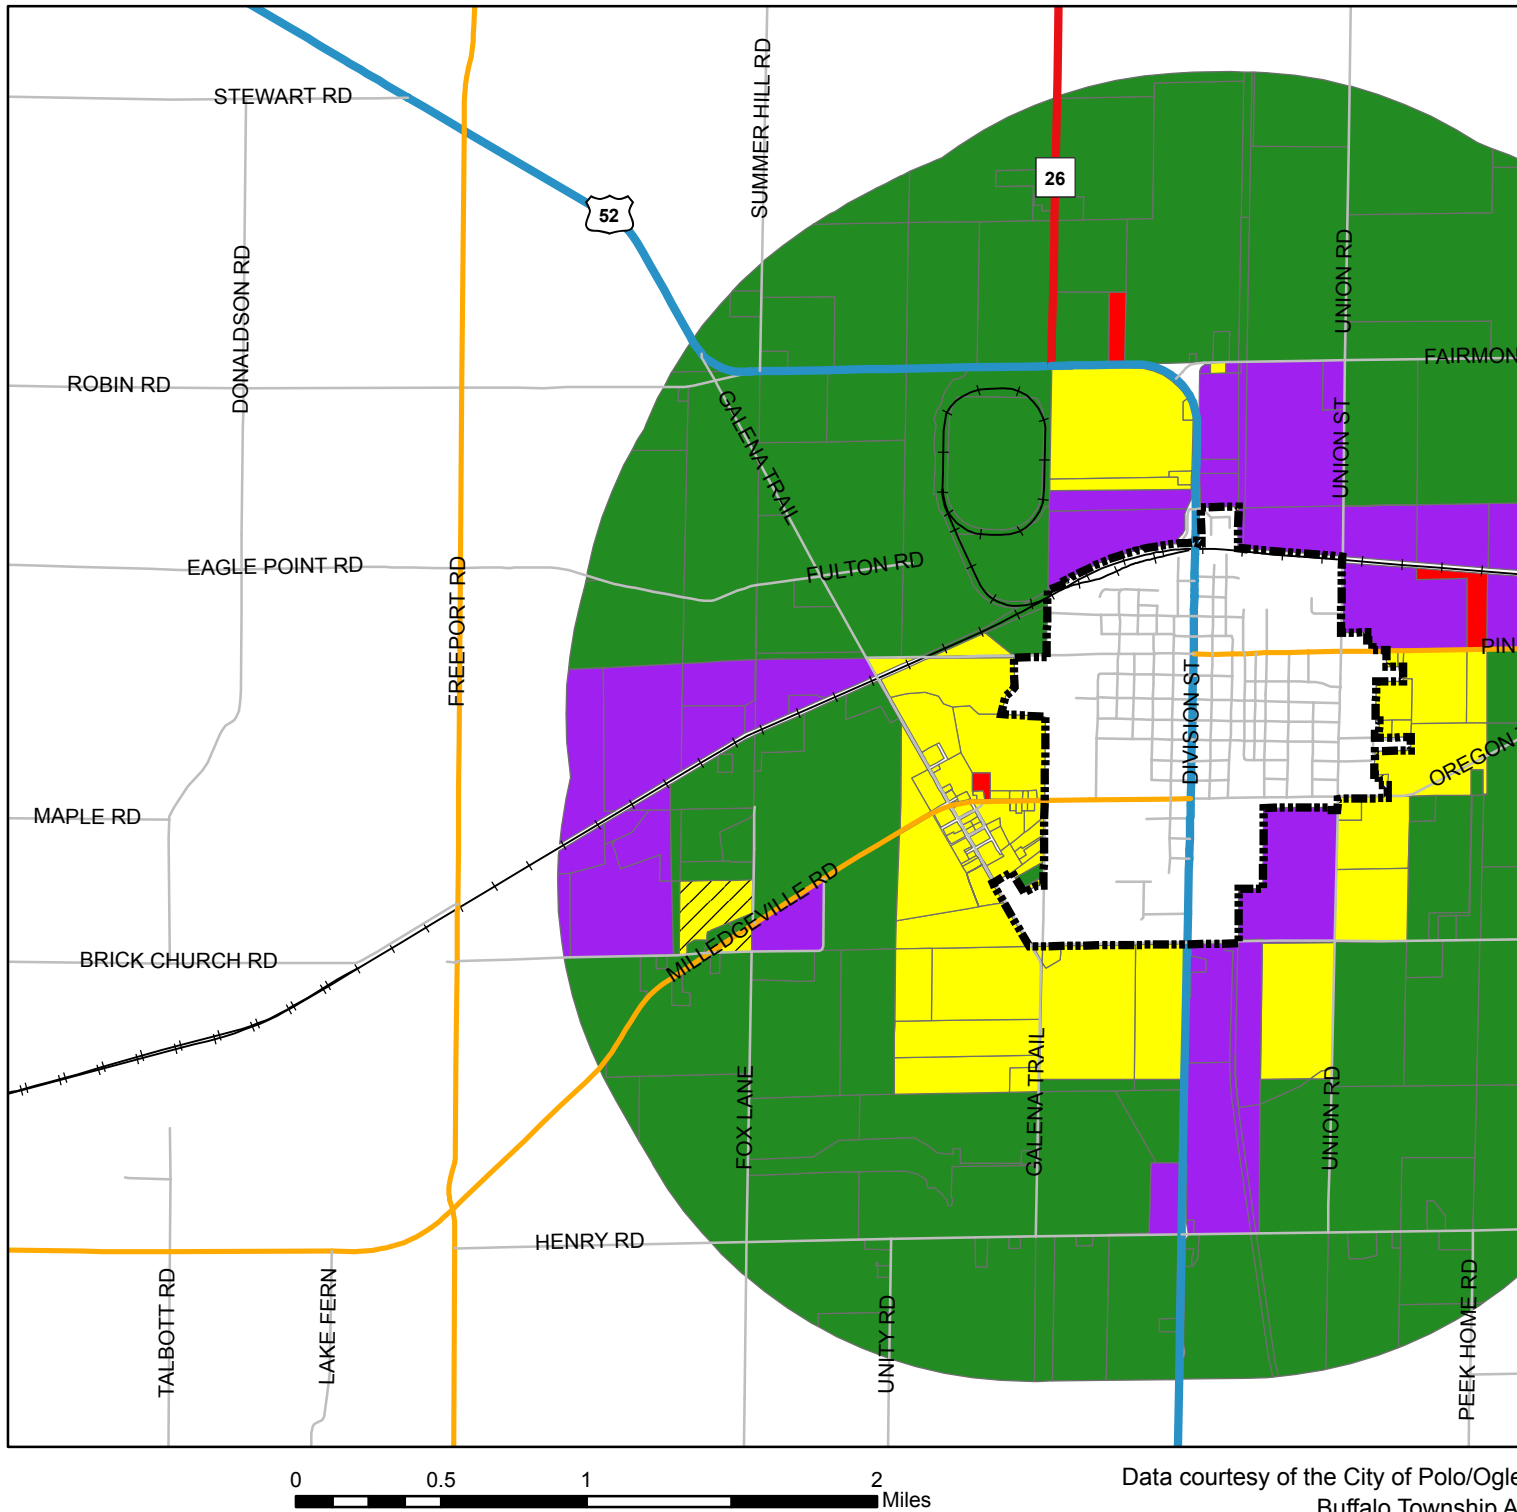 STEWART RD
SUMMER HILL RD
26
52
DONALDSON RD
UNION RD
FAIRMON
ROBIN RD
GALENA TRAIL
UNION ST
EAGLE POINT RD
FULTON RD
FREEPORT RD
PIN
DIVISION ST
OREGON
MAPLE RD
MILLEDGEVILLE RD
BRICK CHURCH RD
FOX LANE
GALENA TRAIL
UNION RD
HENRY RD
TALBOTT RD
LAKE FERN
UNITY RD
PEEK HOME RD
0 0.5 1 2
Miles
Data courtesy of the City of Polo/Ogle
Buffalo Township A